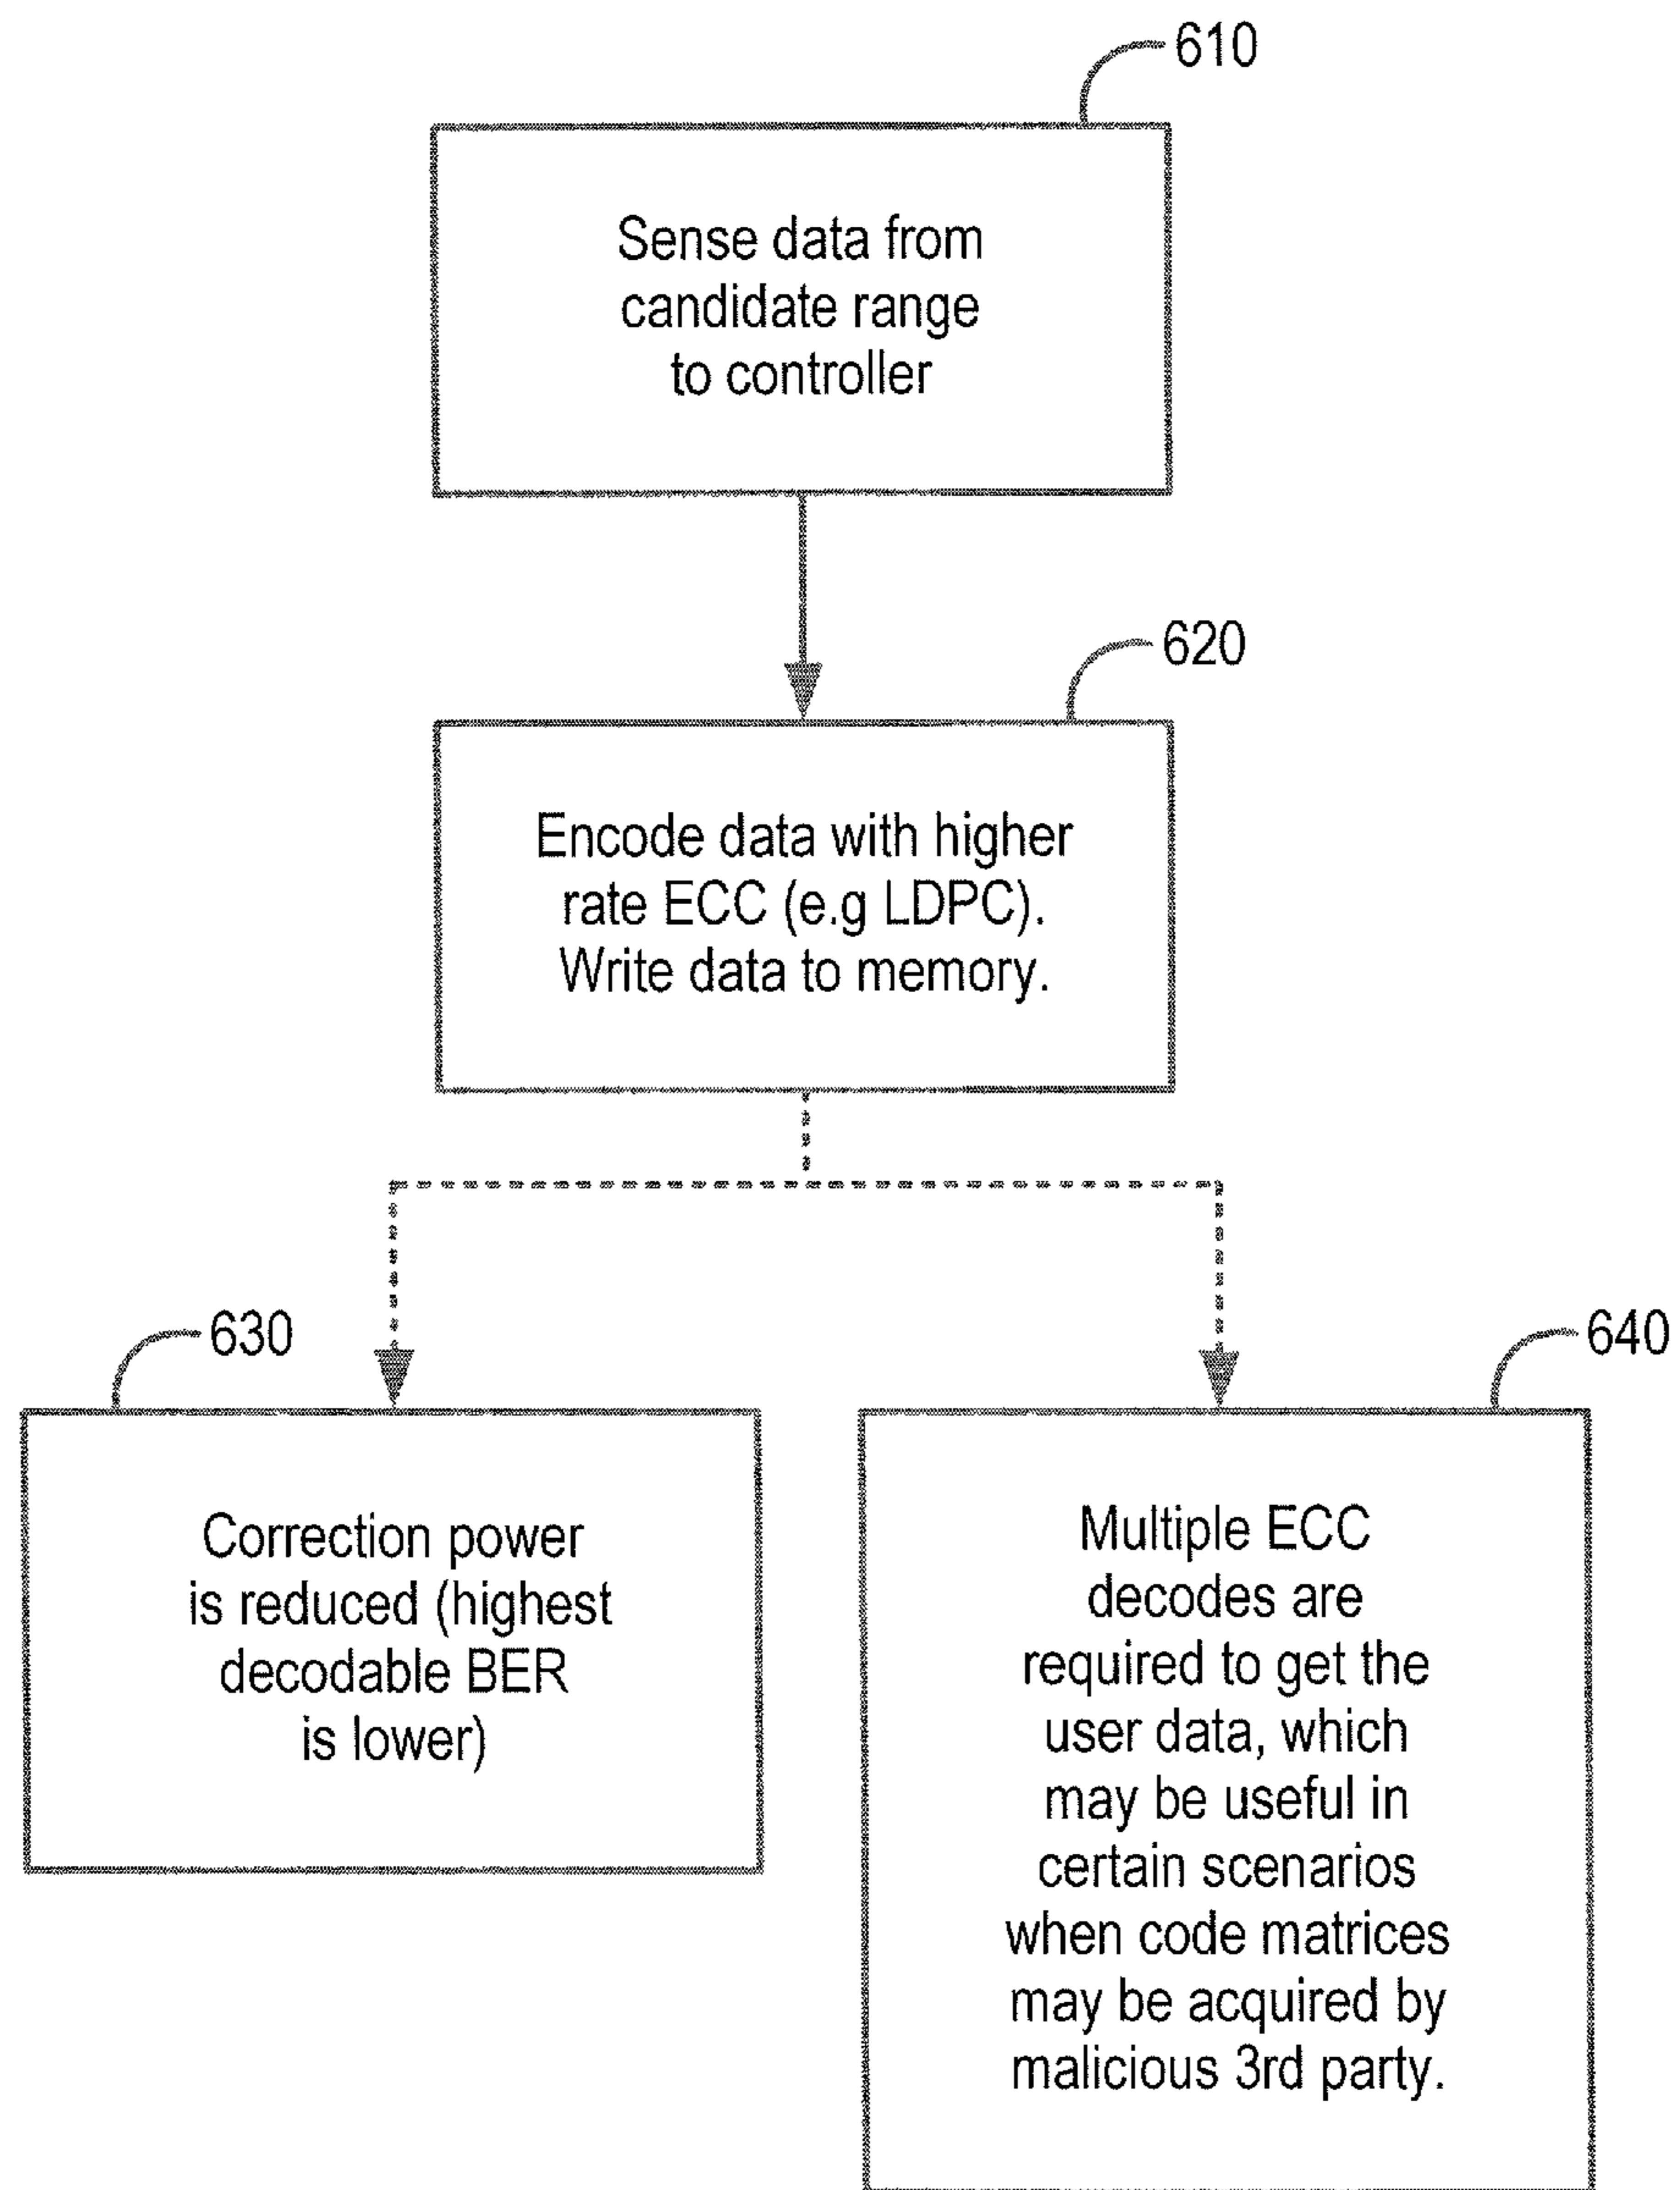 610
Sense data from
candidate range
to controller
620
Encode data with higher
rate ECC (e.g LDPC).
Write data to memory.
630
Correction power
is reduced (highest
decodable BER
is lower)
640
Multiple ECC
decodes are
required to get the
user data, which
may be useful in
certain scenarios
when code matrices
may be acquired by
malicious 3rd party.